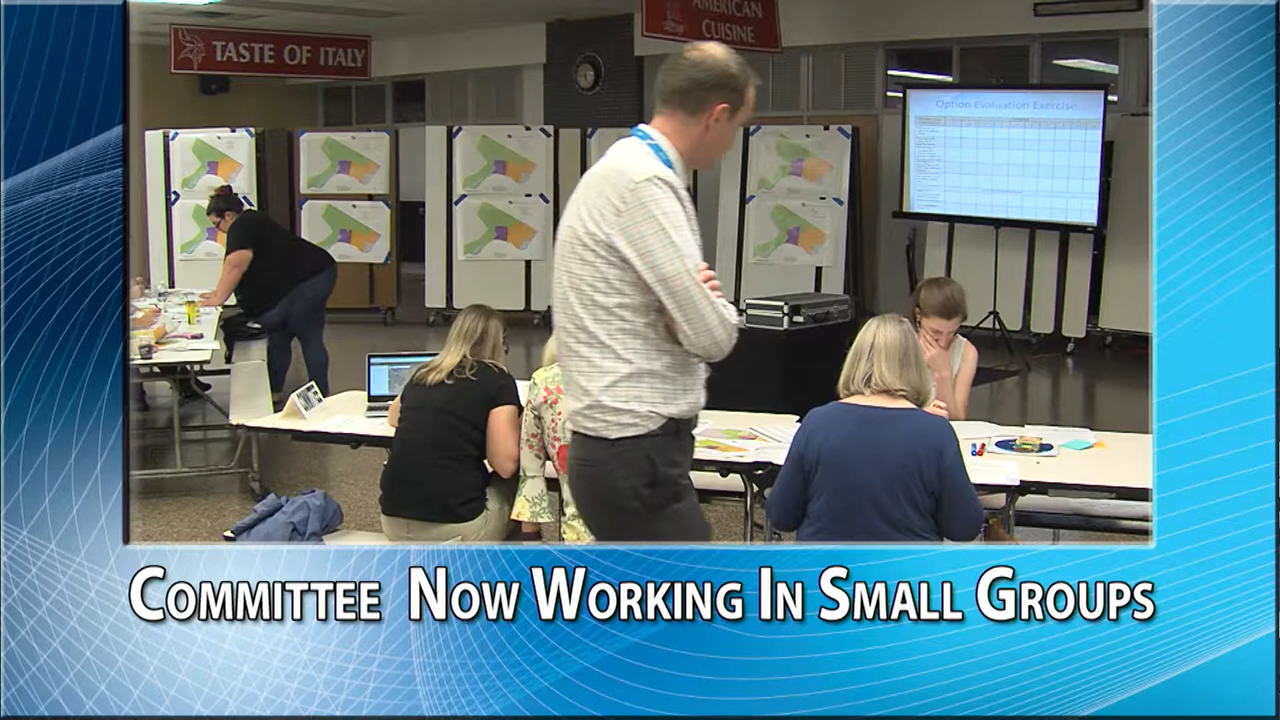 TASTE OF ITALY
AMERICAN
CUISINE
Option Evaluation Exercise
COMMITTEE NOW WORKING IN SMALL GROUPS